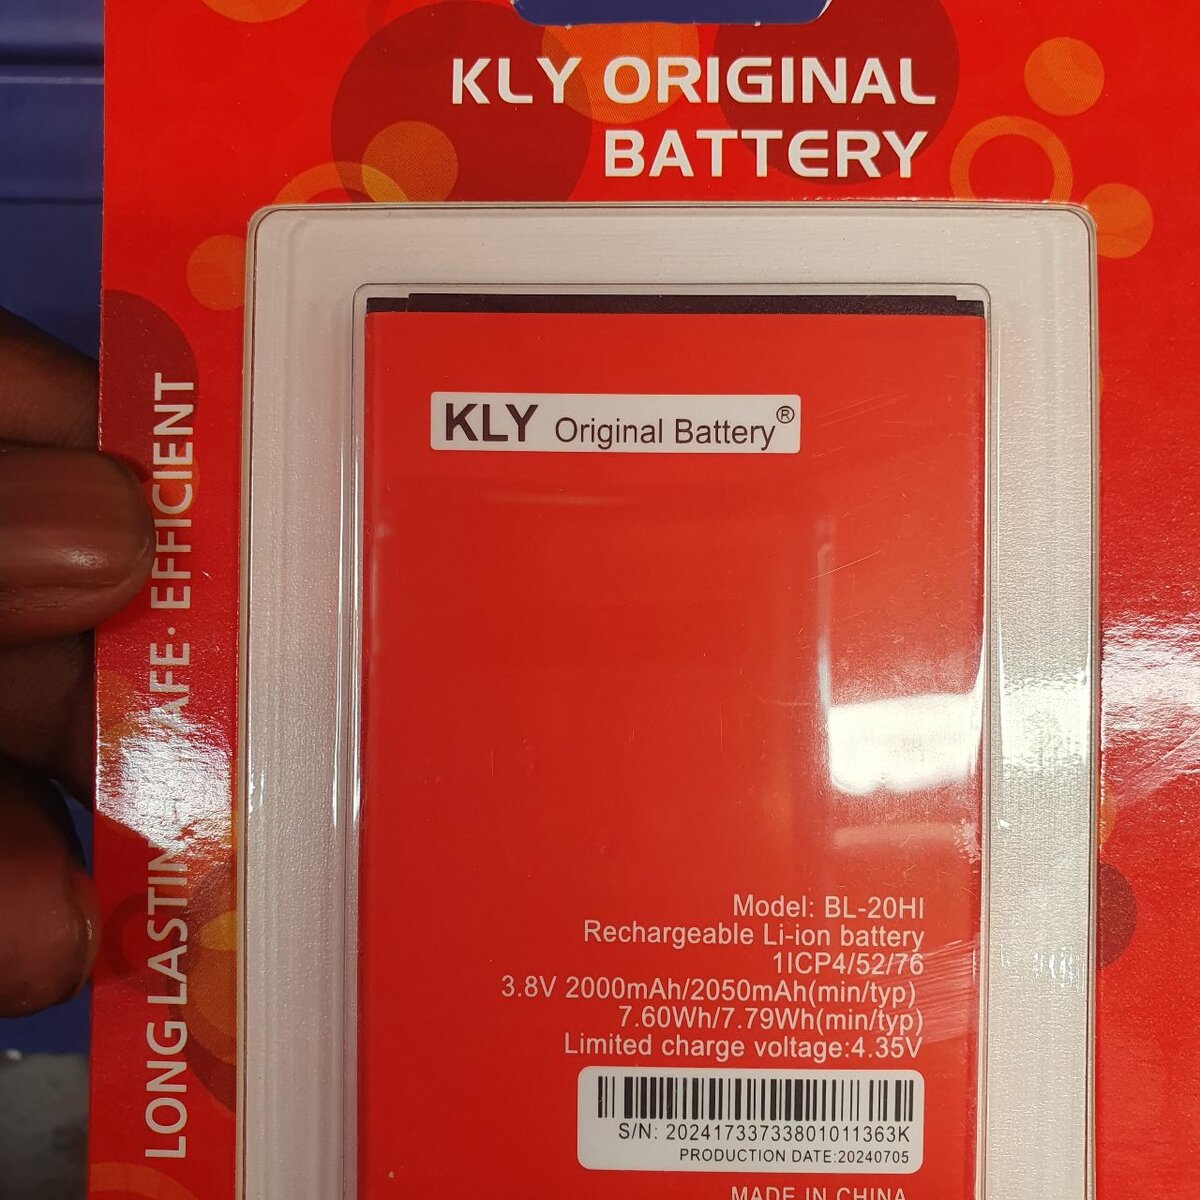 KLY ORIGINAL
BATTERY
KLY Original Battery®
Model: BL-20HI
Rechargeable Li-ion battery
1ICP4/52/76
3.8V 2000mAh/2050mAh(min/typ)
7.60Wh/7.79Wh(min/typ)
Limited charge voltage:4.35V
S/N: 20241733733801011363K
PRODUCTION DATE:20240705
MADE IN CHINA
LONG LASTING · SAFE · EFFICIENT